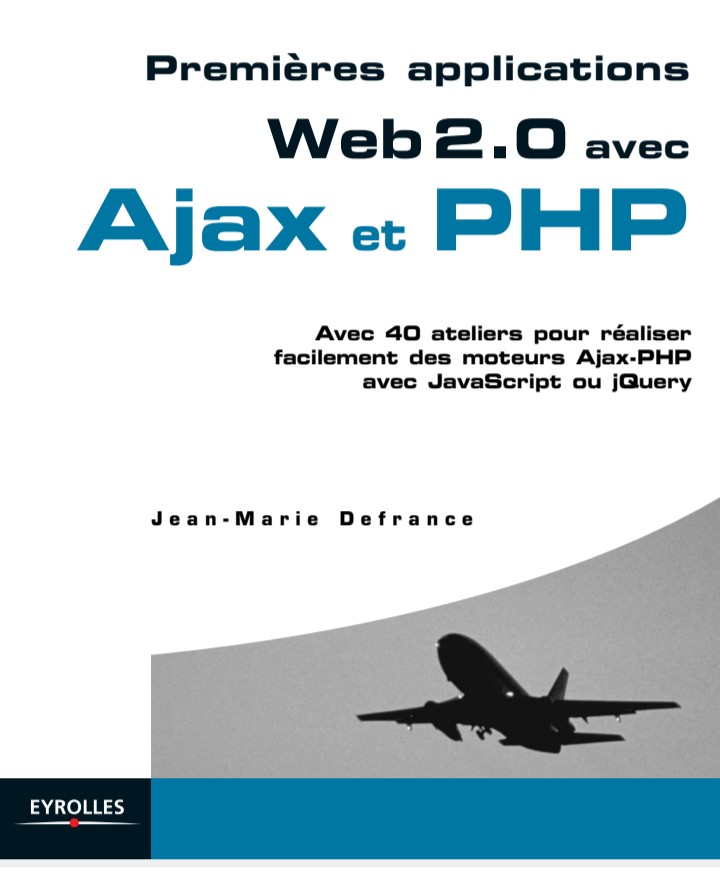 Premières applications
Web 2.0 avec
Ajax et PHP
Avec 40 ateliers pour réaliser
facilement des moteurs Ajax-PHP
avec JavaScript ou jQuery
Jean-Marie Defrance
EYROLLES